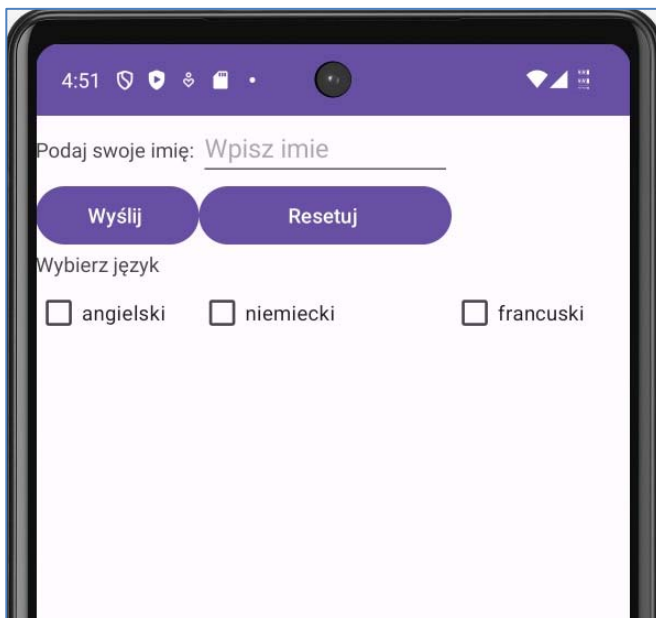 4:51
Podaj swoje imię: Wpisz imie
Wyślij Resetuj
Wybierz język
angielski niemiecki francuski